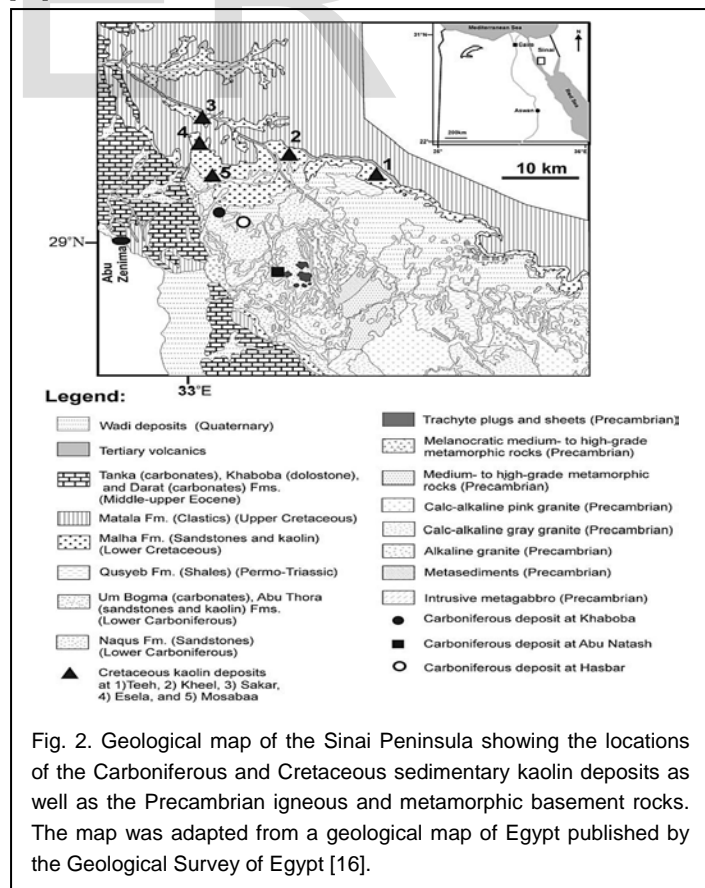 ER
Mediterranean Sea
31°N
Cairo
Sinai
N
Red Sea
Aswan
200km
22°
26°
36°E
10 km
3
4
2
5
1
29°N
Abu
Zenima
33°E
Legend:
Wadi deposits (Quaternary)
Tertiary volcanics
Tanka (carbonates), Khaboba (dolostone),
and Darat (carbonates) Fms.
(Middle-upper Eocene)
Matala Fm. (Clastics) (Upper Cretaceous)
Malha Fm. (Sandstones and kaolin)
(Lower Cretaceous)
Qusyeb Fm. (Shales) (Permo-Triassic)
Um Bogma (carbonates), Abu Thora
(sandstones and kaolin) Fms.
(Lower Carboniferous)
Naqus Fm. (Sandstones)
(Lower Carboniferous)
Cretaceous kaolin deposits
at 1)Teeh, 2) Kheel, 3) Sakar,
4) Esela, and 5) Mosabaa
Trachyte plugs and sheets (Precambrian)
Melanocratic medium- to high-grade
metamorphic rocks (Precambrian)
Medium- to high-grade metamorphic
rocks (Precambrian)
Calc-alkaline pink granite (Precambrian)
Calc-alkaline gray granite (Precambrian)
Alkaline granite (Precambrian)
Metasediments (Precambrian)
Intrusive metagabbro (Precambrian)
Carboniferous deposit at Khaboba
Carboniferous deposit at Abu Natash
Carboniferous deposit at Hasbar
Fig. 2. Geological map of the Sinai Peninsula showing the locations
of the Carboniferous and Cretaceous sedimentary kaolin deposits as
well as the Precambrian igneous and metamorphic basement rocks.
The map was adapted from a geological map of Egypt published by
the Geological Survey of Egypt [16].